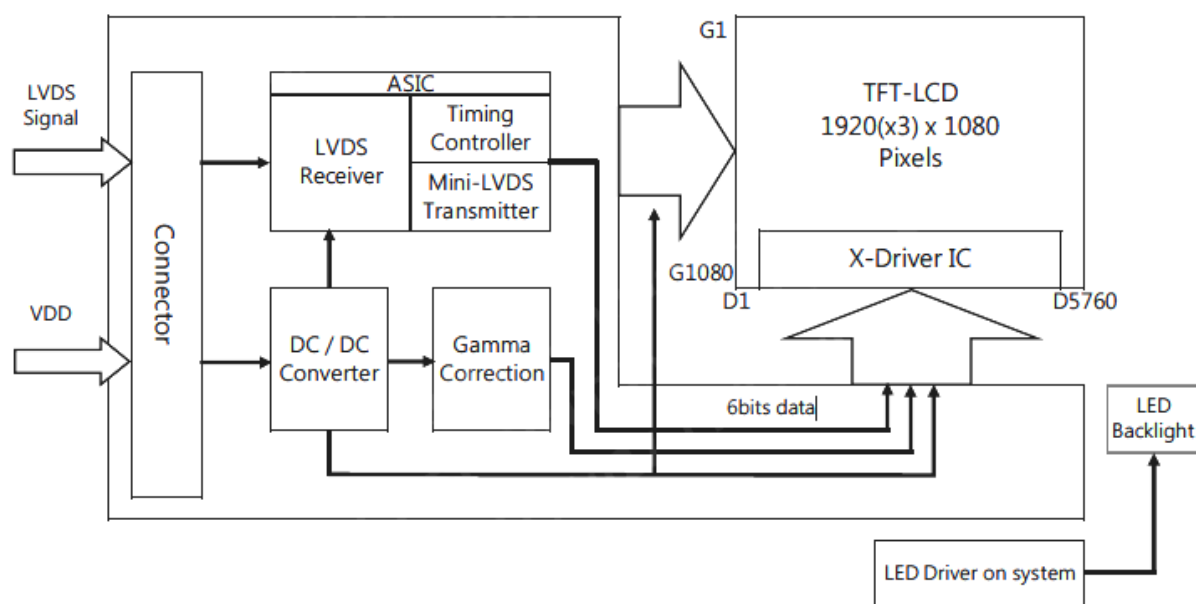 G1
TFT-LCD
1920(x3) x 1080
Pixels
ASIC
LVDS
Signal
Timing
Controller
LVDS
Receiver
Mini-LVDS
Transmitter
Connector
X-Driver IC
G1080
D1
D5760
VDD
DC / DC
Converter
Gamma
Correction
6bits data
LED
Backlight
LED Driver on system